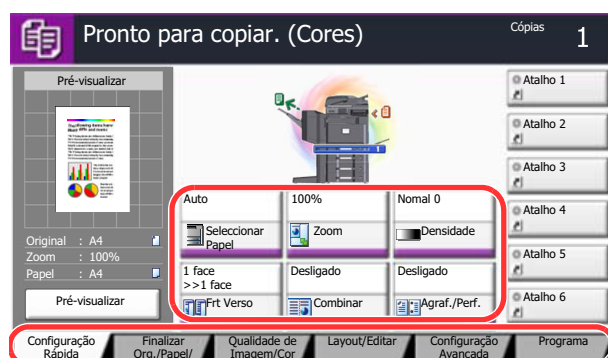 Pronto para copiar. (Cores)
Cópias
1
Pré-visualizar
Original : A4
Zoom : 100%
Papel : A4
Pré-visualizar
Auto
Seleccionar
Papel
100%
Zoom
Nomal 0
Densidade
1 face
>>1 face
Frt Verso
Desligado
Combinar
Desligado
Agraf./Perf.
Atalho 1
Atalho 2
Atalho 3
Atalho 4
Atalho 5
Atalho 6
Configuração
Rápida
Finalizar
Org./Papel/
Qualidade de
Imagem/Cor
Layout/Editar
Configuração
Avançada
Programa